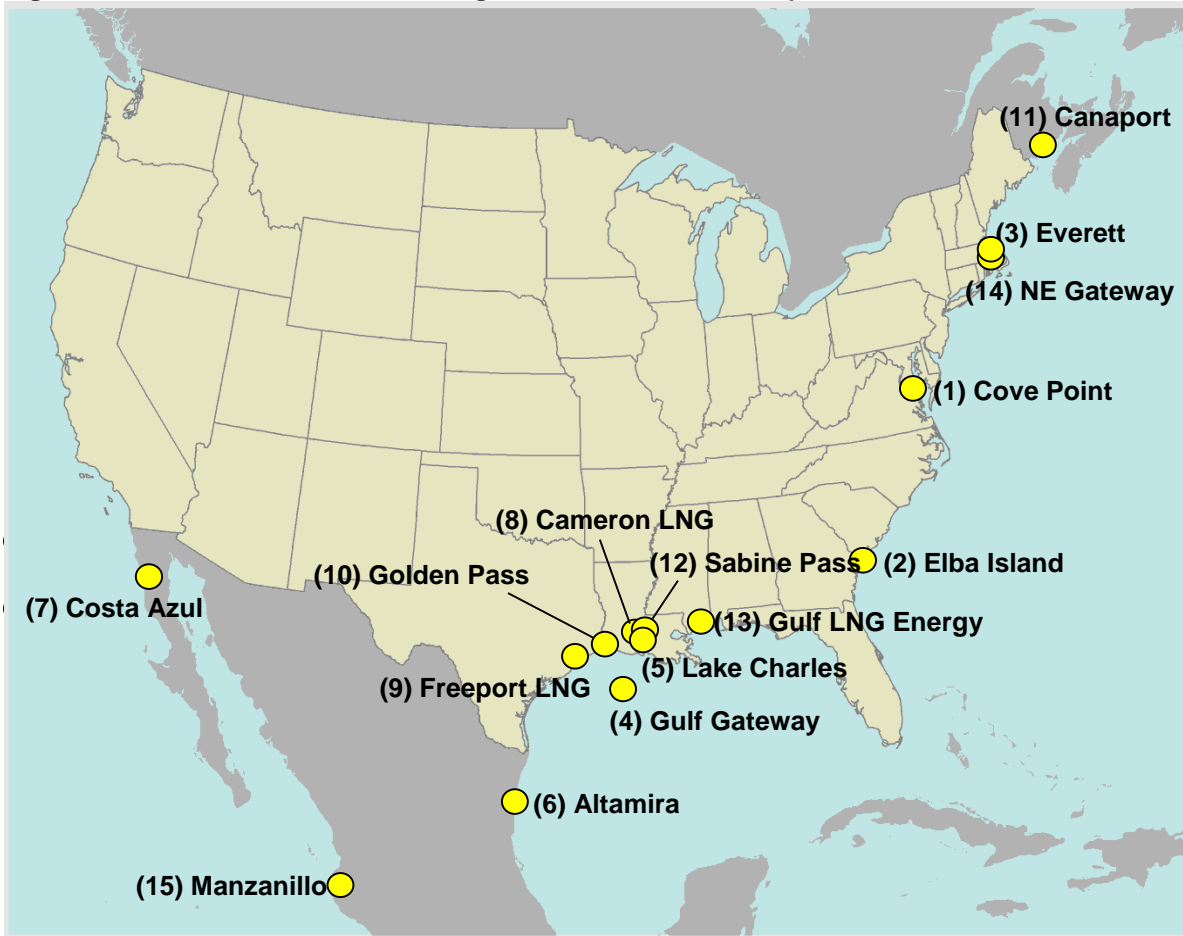 (11) Canaport
(3) Everett
(14) NE Gateway
(1) Cove Point
(8) Cameron LNG
(12) Sabine Pass
(2) Elba Island
(10) Golden Pass
(7) Costa Azul
(13) Gulf LNG Energy
(5) Lake Charles
(9) Freeport LNG
(4) Gulf Gateway
(6) Altamira
(15) Manzanillo